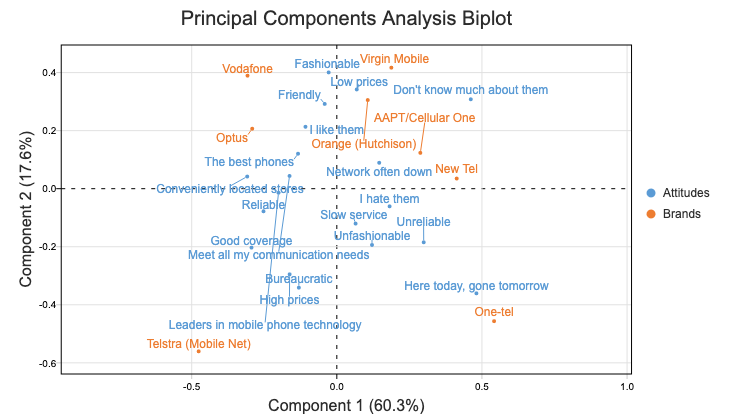 Principal Components Analysis Biplot
Fashionable
Virgin Mobile
Vodafone
0.4
Low prices
Don't know much about them
Friendly
AAPT/Cellular One
I like them
0.2
Optus
Orange (Hutchison)
The best phones
Network often down
New Tel
Conveniently located stores
0.0
I hate them
Reliable
Slow service
Unreliable
Unfashionable
Good coverage
-0.2
Meet all my communication needs
Bureaucratic
Here today, gone tomorrow
High prices
-0.4
One-tel
Leaders in mobile phone technology
Telstra (Mobile Net)
-0.6
Component 2 (17.6%)
Attitudes
Brands
-0.5
0.0
0.5
1.0
Component 1 (60.3%)